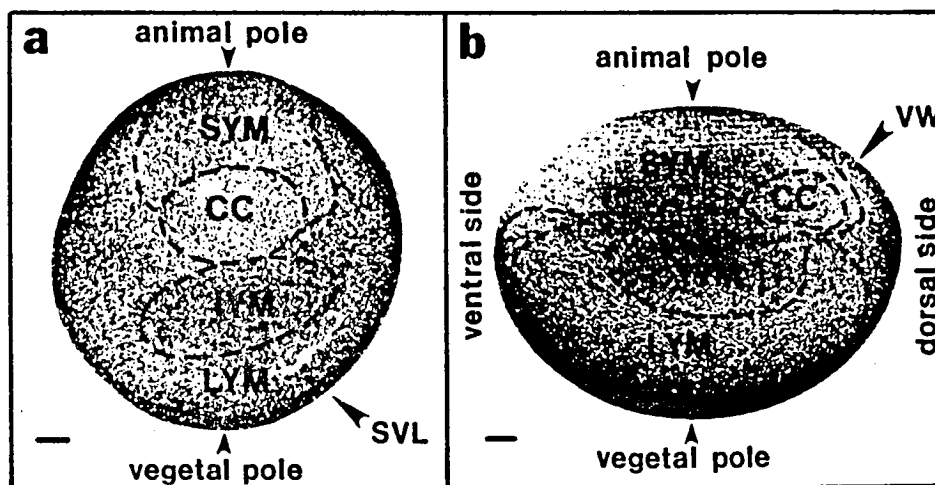 a
animal pole
SYM
CC
LYM
SVL
vegetal pole
b
animal pole
VW
CC
ventral side
dorsal side
LYM
vegetal pole